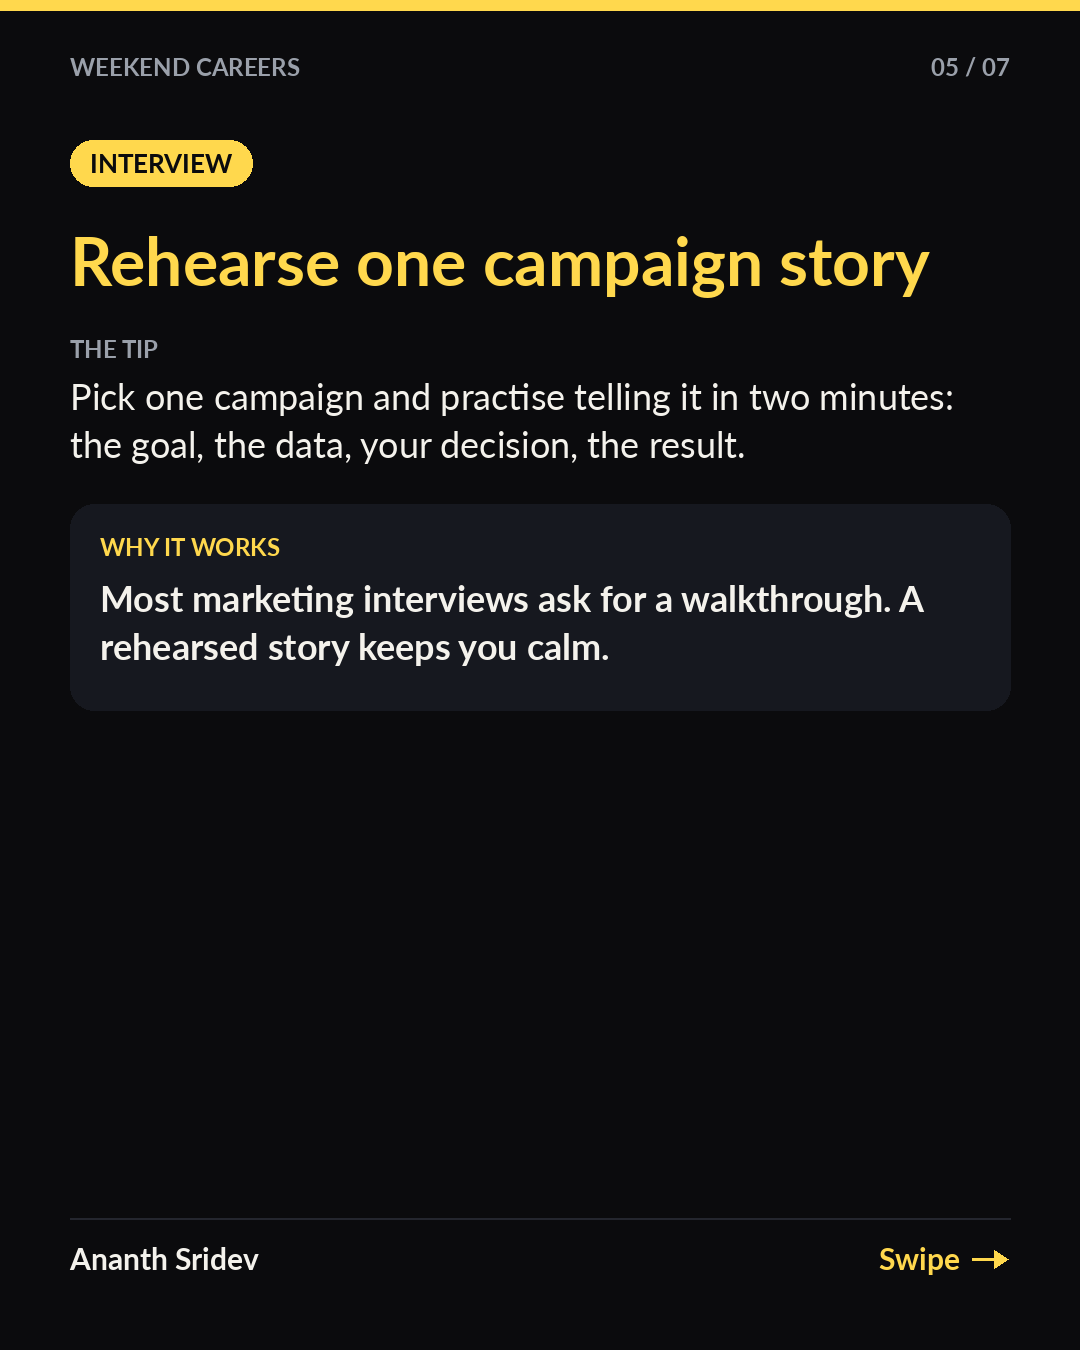 WEEKEND CAREERS
05 / 07
INTERVIEW
Rehearse one campaign story
THE TIP
Pick one campaign and practise telling it in two minutes:
the goal, the data, your decision, the result.
WHY IT WORKS
Most marketing interviews ask for a walkthrough. A
rehearsed story keeps you calm.
Ananth Sridev
Swipe →